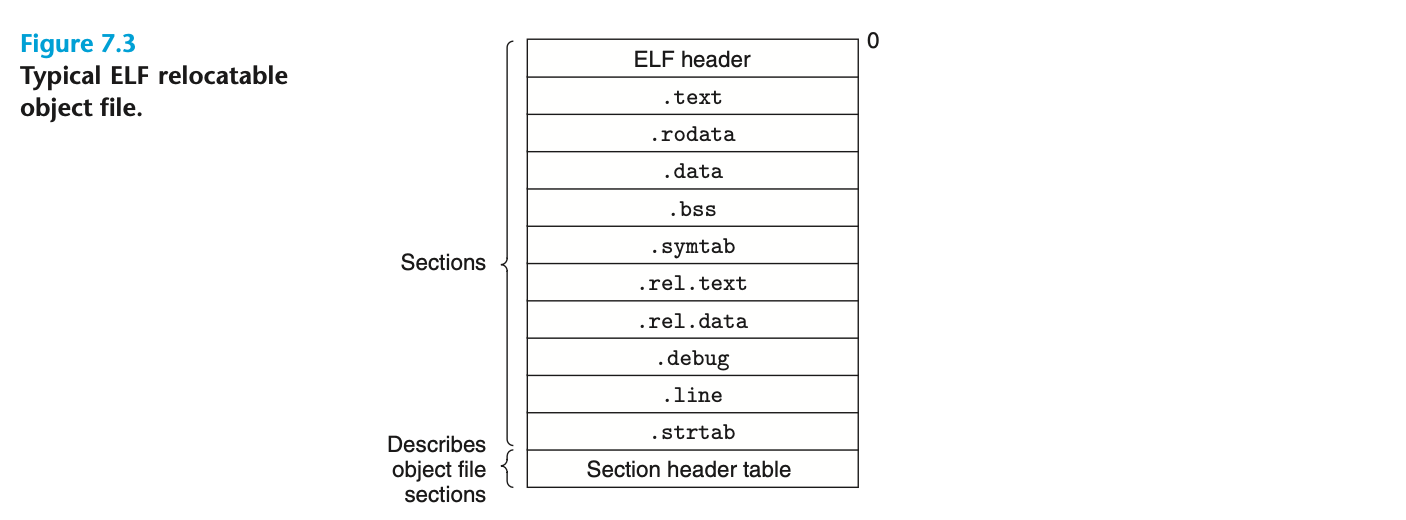 Figure 7.3
Typical ELF relocatable
object file.
0
ELF header
.text
.rodata
.data
.bss
.symtab
Sections
.rel.text
.rel.data
.debug
.line
.strtab
Describes
object file
sections
Section header table